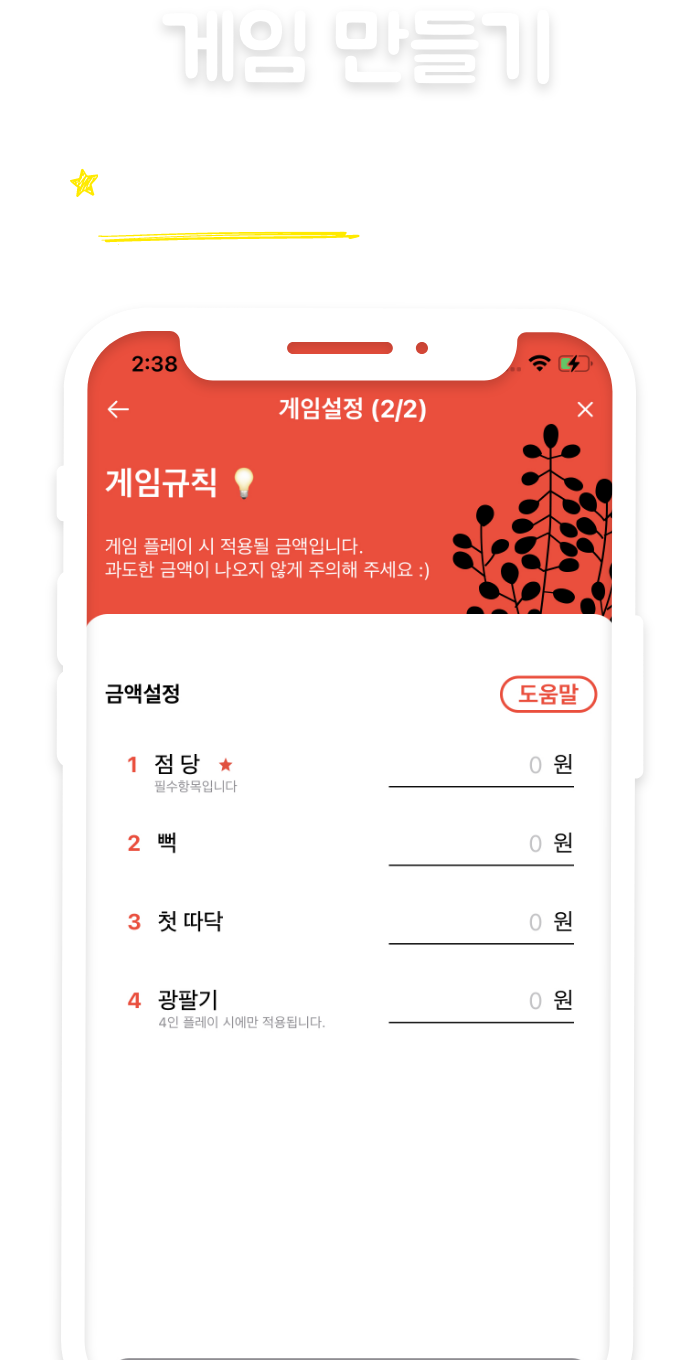 게임 만들기
2:38
게임설정 (2/2)
게임규칙
게임 플레이 시 적용될 금액입니다.
과도한 금액이 나오지 않게 주의해 주세요 :)
금액설정 도움말
1 점 당 0 원
필수항목입니다
2 뻑 0 원
3 첫 따닥 0 원
4 광팔기 0 원
4인 플레이 시에만 적용됩니다.